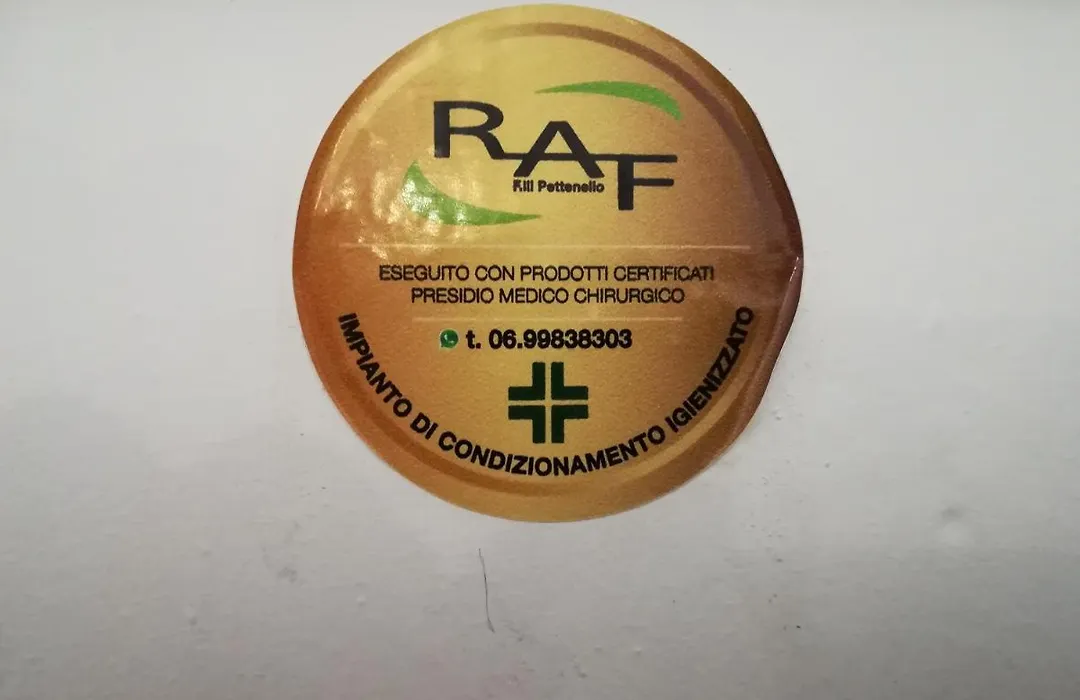 RAF
F.lli Pettenello
ESEGUITO CON PRODOTTI CERTIFICATI
PRESIDIO MEDICO CHIRURGICO
t. 06.99838303
IMPIANTO DI CONDIZIONAMENTO IGIENIZZATO